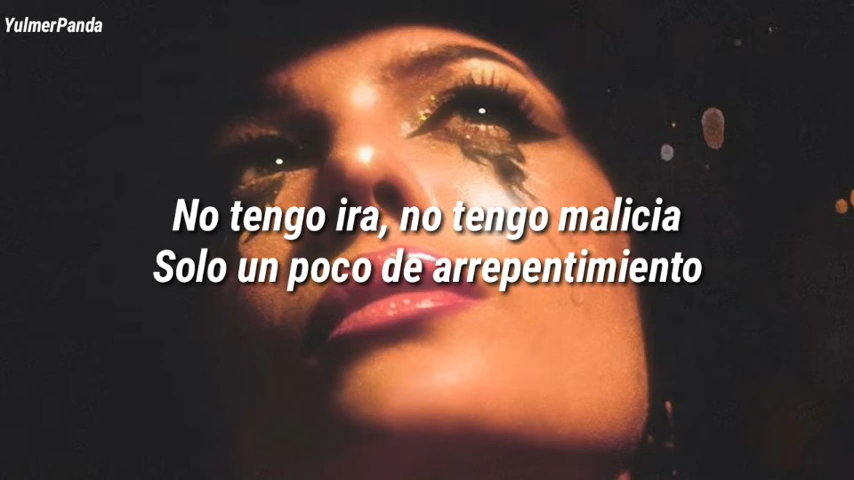 YulmerPanda
No tengo ira, no tengo malicia
Solo un poco de arrepentimiento